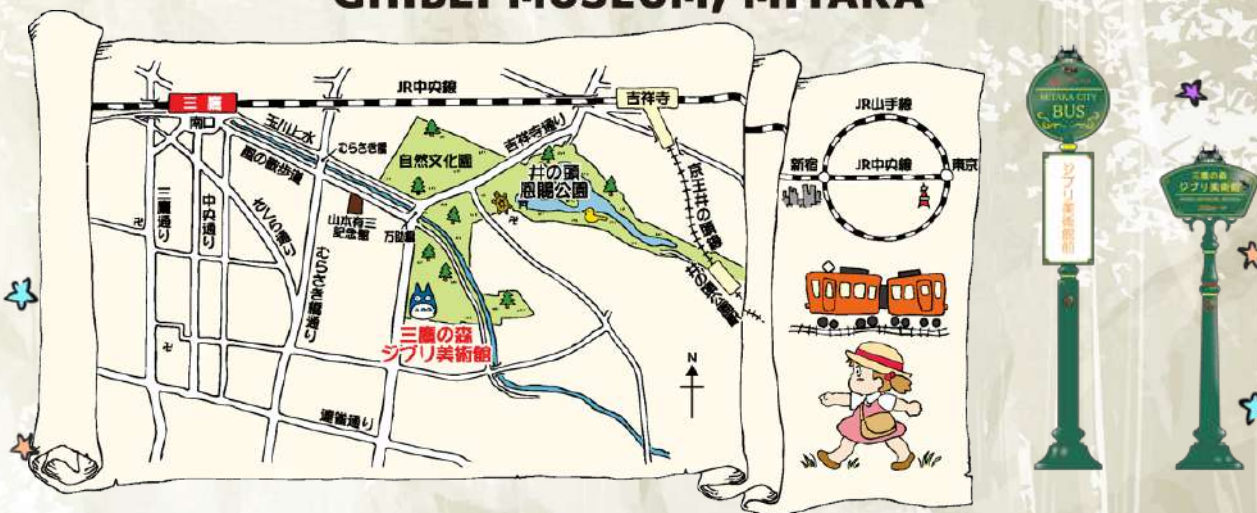 GHIBLI MUSEUM, MITAKA
JR中央線
三鷹
南口
吉祥寺
玉川上水
風の散歩道
むらさき橋
自然文化園
吉祥寺通り
井の頭
恩賜公園
京王井の頭線
井の頭公園駅
山本有三
記念館
万助橋
三鷹通り
中央通り
むらさき橋通り
三鷹の森
ジブリ美術館
連雀通り
N
JR山手線
新宿
JR中央線
東京
MITAKA CITY
BUS
ジブリ美術館前
三鷹の森
ジブリ美術館